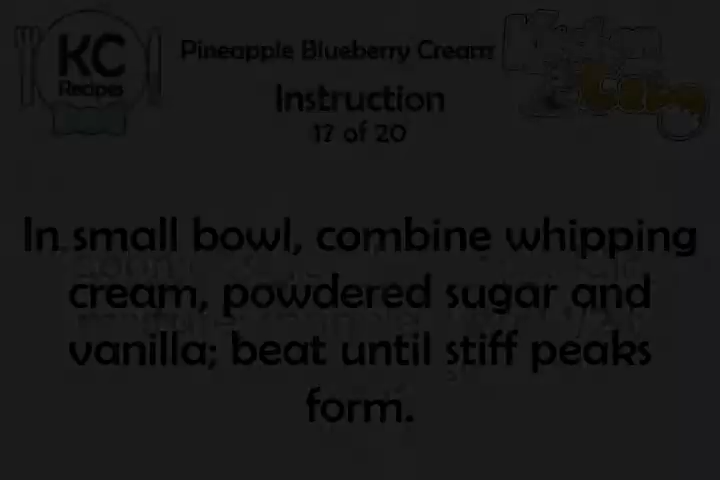 KC
Recipes
Pineapple Blueberry Cream
Instruction
17 of 20
In small bowl, combine whipping
cream, powdered sugar and
vanilla; beat until stiff peaks
form.